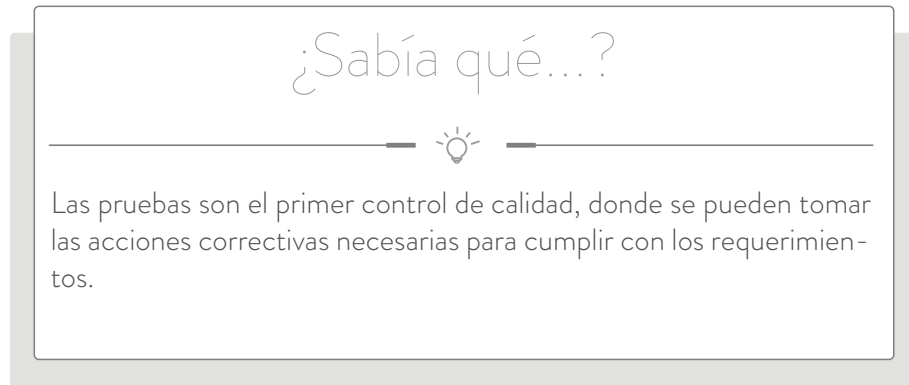 ¿Sabía qué...?
Las pruebas son el primer control de calidad, donde se pueden tomar
las acciones correctivas necesarias para cumplir con los requerimien-
tos.